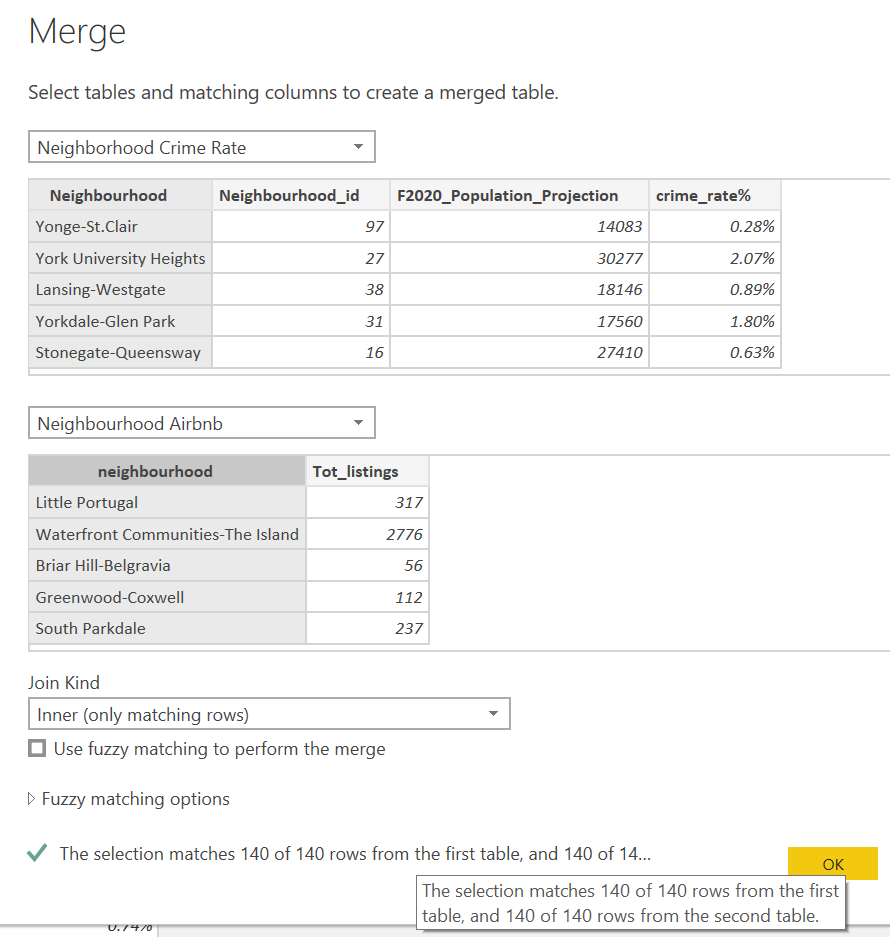 Merge
Select tables and matching columns to create a merged table.
Neighborhood Crime Rate
Neighbourhood Neighbourhood_id F2020_Population_Projection crime_rate%
Yonge-St.Clair 97 14083 0.28%
York University Heights 27 30277 2.07%
Lansing-Westgate 38 18146 0.89%
Yorkdale-Glen Park 31 17560 1.80%
Stonegate-Queensway 16 27410 0.63%
Neighbourhood Airbnb
neighbourhood Tot_listings
Little Portugal 317
Waterfront Communities-The Island 2776
Briar Hill-Belgravia 56
Greenwood-Coxwell 112
South Parkdale 237
Join Kind
Inner (only matching rows)
Use fuzzy matching to perform the merge
Fuzzy matching options
The selection matches 140 of 140 rows from the first table, and 140 of 14...
OK
The selection matches 140 of 140 rows from the first
table, and 140 of 140 rows from the second table.
0.74%